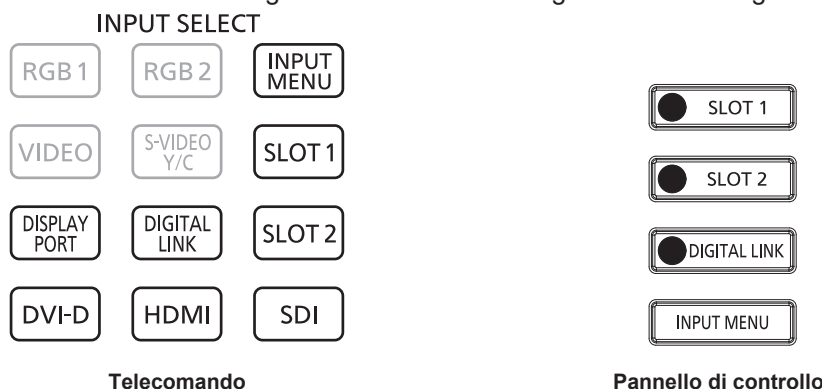 INPUT SELECT
RGB 1
RGB 2
INPUT
MENU
VIDEO
S-VIDEO
Y/C
SLOT 1
DISPLAY
PORT
DIGITAL
LINK
SLOT 2
DVI-D
HDMI
SDI
Telecomando
SLOT 1
SLOT 2
DIGITAL LINK
INPUT MENU
Pannello di controllo